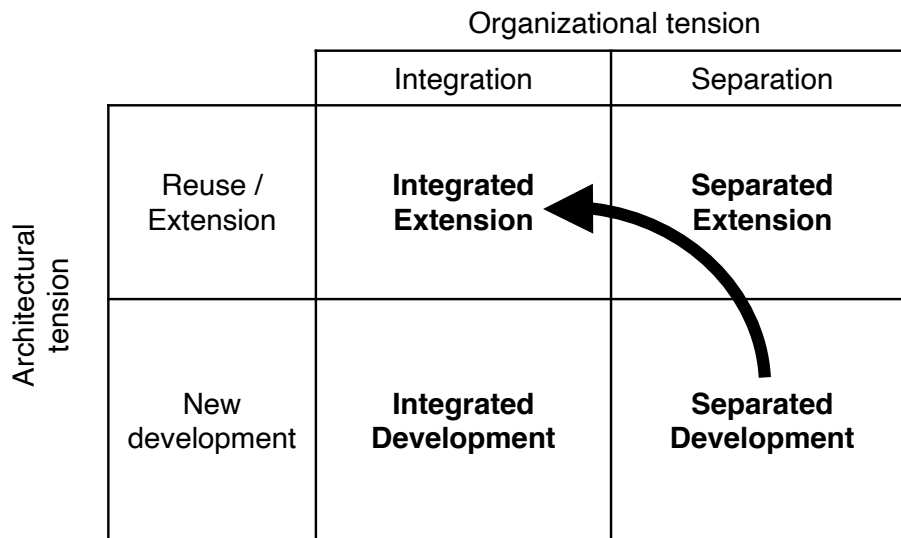 Organizational tension
Integration
Separation
Architectural
tension
Reuse /
Extension
Integrated
Extension
Separated
Extension
New
development
Integrated
Development
Separated
Development